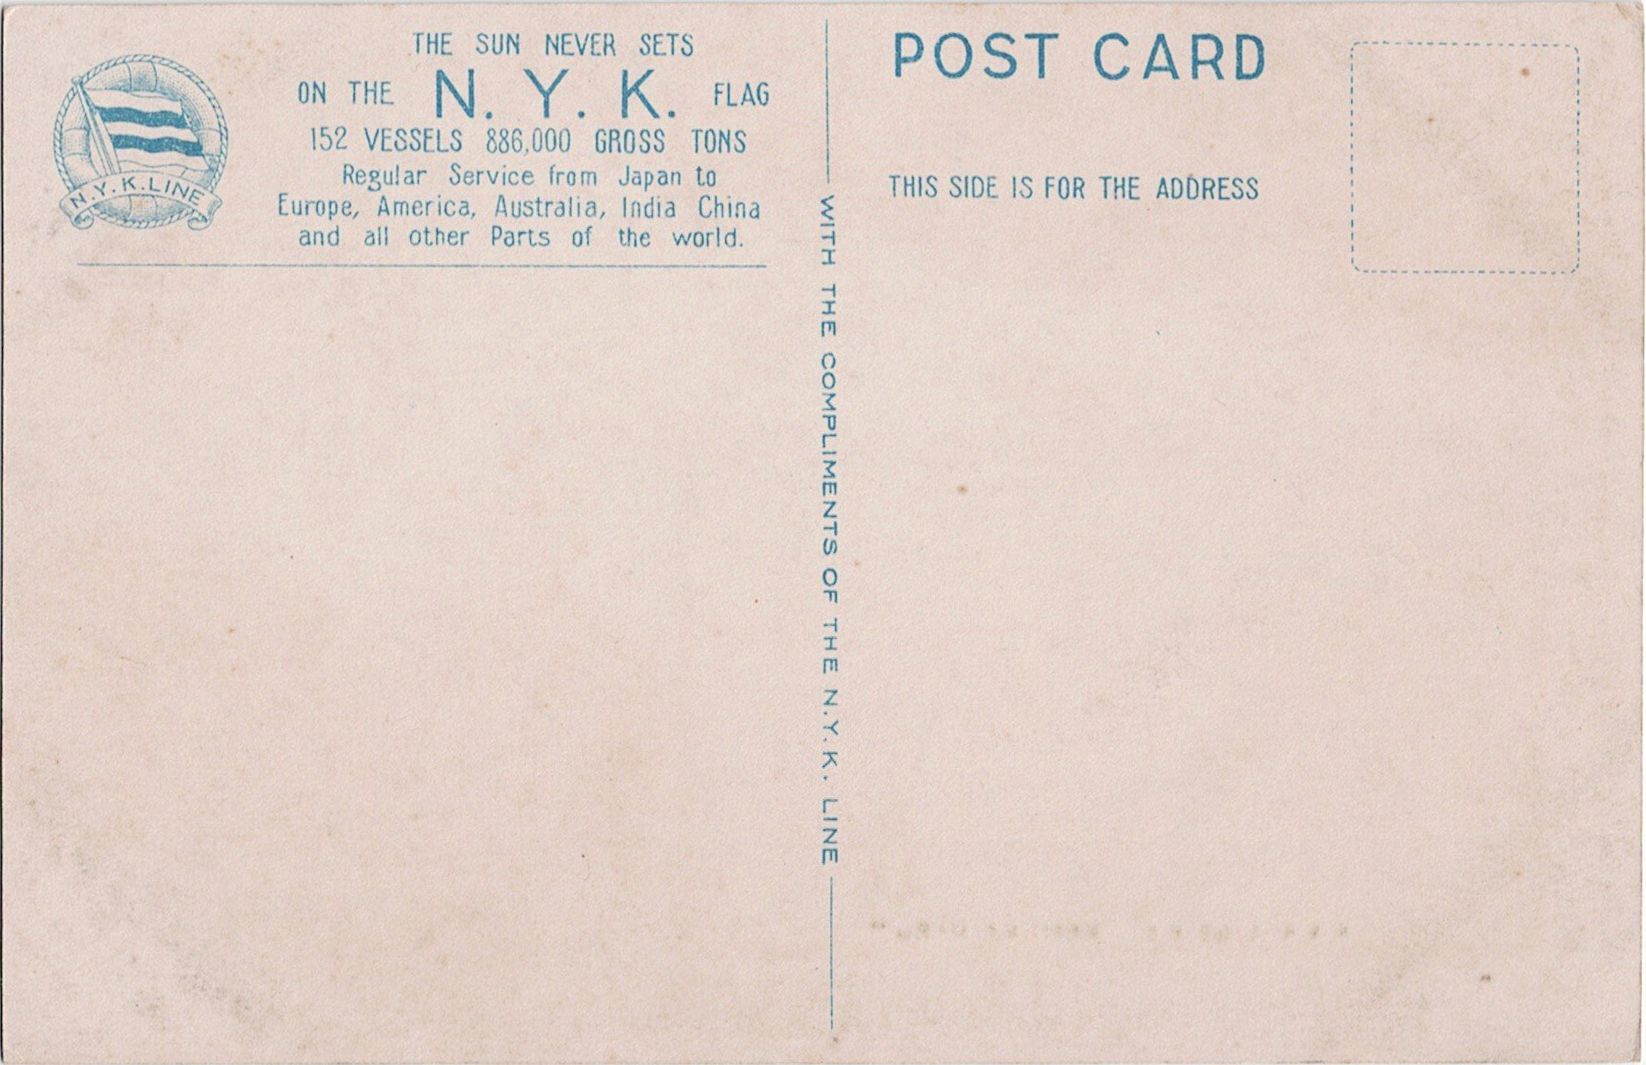 THE SUN NEVER SETS
ON THE N. Y. K. FLAG
152 VESSELS 886,000 GROSS TONS
Regular Service from Japan to
Europe, America, Australia, India China
and all other Parts of the world.
N.Y.K.LINE
WITH THE COMPLIMENTS OF THE N.Y.K. LINE
POST CARD
THIS SIDE IS FOR THE ADDRESS